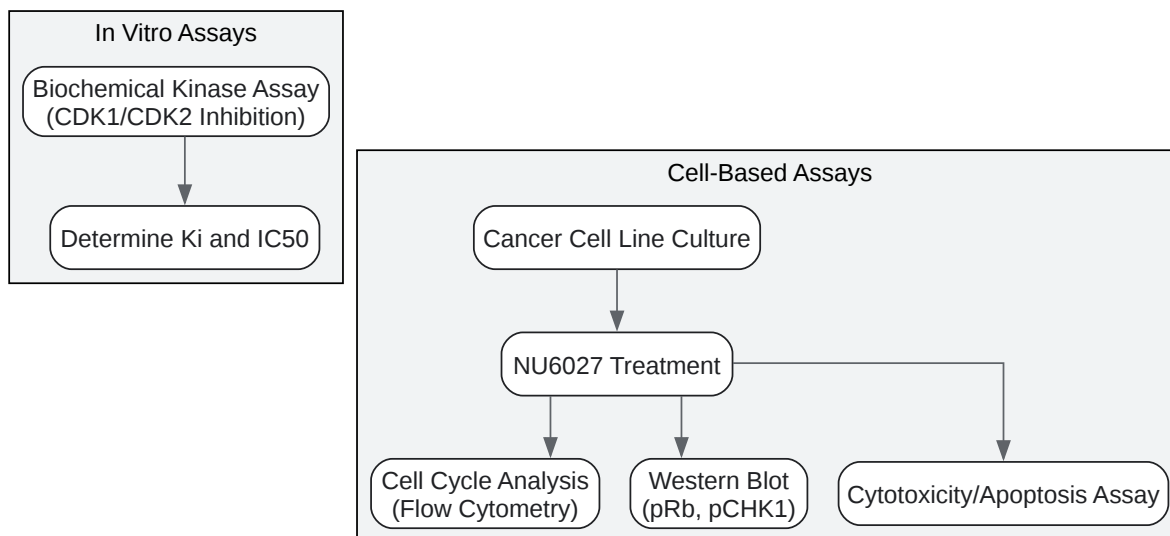 In Vitro Assays
Biochemical Kinase Assay
(CDK1/CDK2 Inhibition)
Determine Ki and IC50
Cell-Based Assays
Cancer Cell Line Culture
NU6027 Treatment
Cell Cycle Analysis
(Flow Cytometry)
Western Blot
(pRb, pCHK1)
Cytotoxicity/Apoptosis Assay